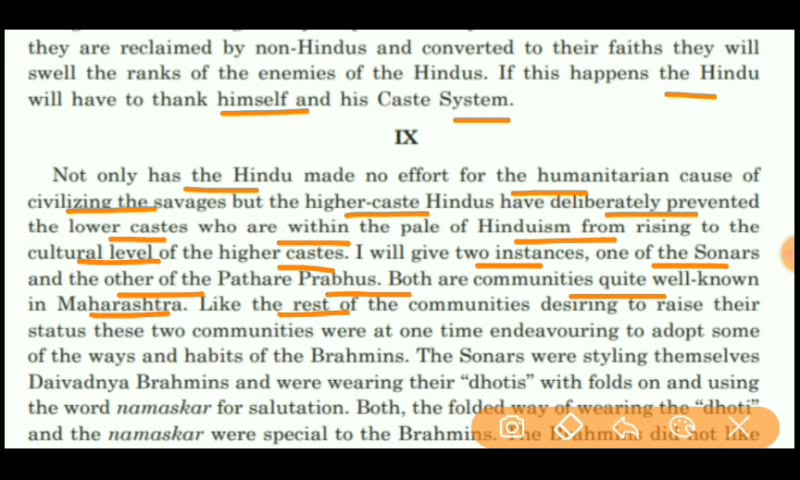 they are reclaimed by non-Hindus and converted to their faiths they will
swell the ranks of the enemies of the Hindus. If this happens the Hindu
will have to thank himself and his Caste System.
IX
Not only has the Hindu made no effort for the humanitarian cause of
civilizing the savages but the higher-caste Hindus have deliberately prevented
the lower castes who are within the pale of Hinduism from rising to the
cultural level of the higher castes. I will give two instances, one of the Sonars
and the other of the Pathare Prabhus. Both are communities quite well-known
in Maharashtra. Like the rest of the communities desiring to raise their
status these two communities were at one time endeavouring to adopt some
of the ways and habits of the Brahmins. The Sonars were styling themselves
Daivadnya Brahmins and were wearing their “dhotis” with folds on and using
the word namaskar for salutation. Both, the folded way of wearing the “dhoti”
and the namaskar were special to the Brahmins. The Brahmins did not like